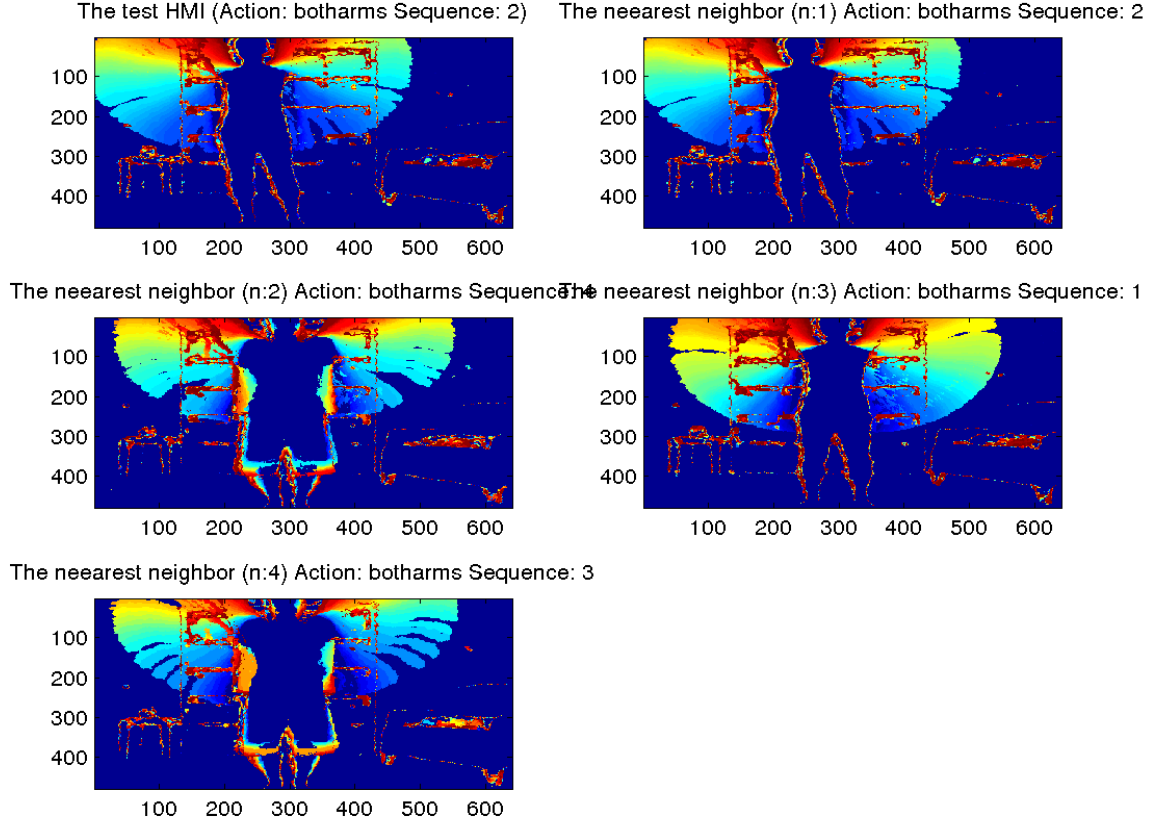 The test HMI (Action: botharms Sequence: 2)
The neearest neighbor (n:1) Action: botharms Sequence: 2
100
200
300
400
100 200 300 400 500 600
100
200
300
400
100 200 300 400 500 600
The neearest neighbor (n:2) Action: botharms Sequence: 4
The neearest neighbor (n:3) Action: botharms Sequence: 1
100
200
300
400
100 200 300 400 500 600
100
200
300
400
100 200 300 400 500 600
The neearest neighbor (n:4) Action: botharms Sequence: 3
100
200
300
400
100 200 300 400 500 600